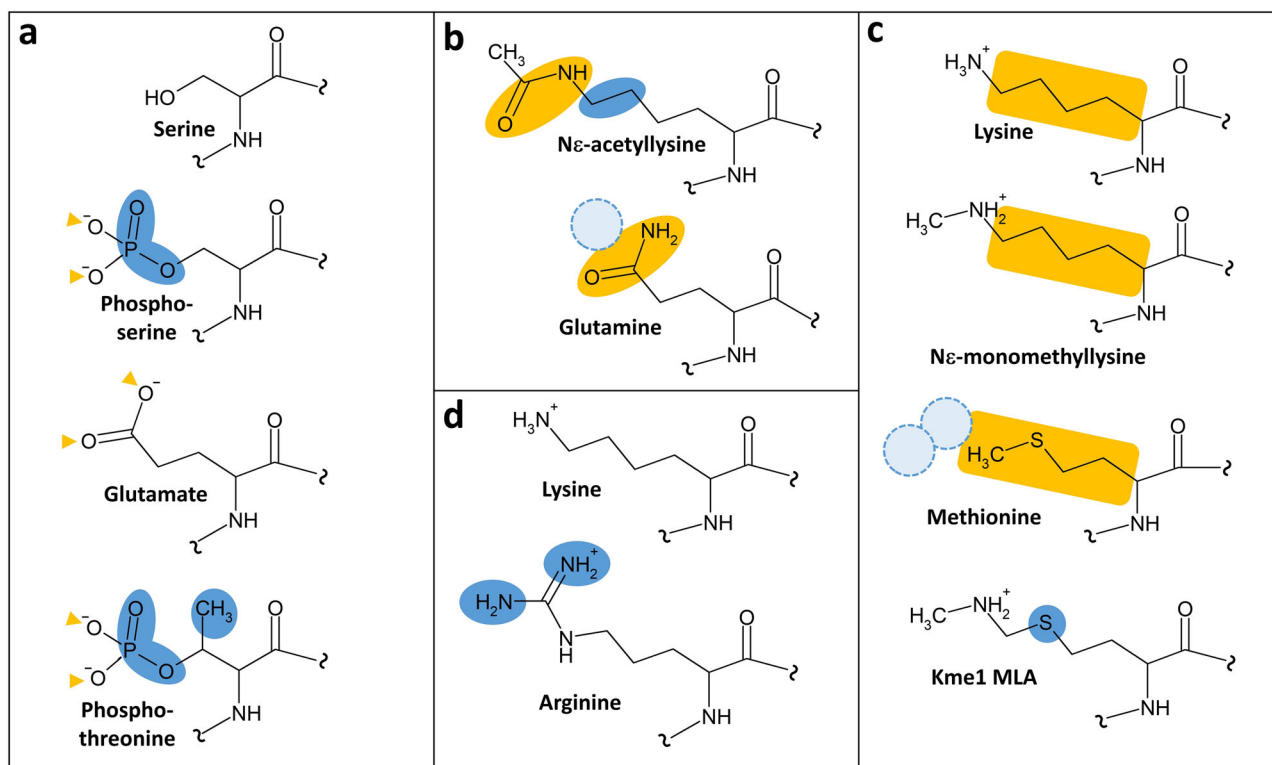 a
O
HO
Serine
NH
O
O
O⁻
P
⁻O
O
Phospho-
serine
NH
O⁻
O
O
Glutamate
NH
O
CH₃
O
O⁻
P
⁻O
O
Phospho-
threonine
NH
b
CH₃
NH
O
O
Nε-acetyllysine
NH
NH₂
O
O
Glutamine
NH
c
H₃N⁺
O
Lysine
NH
H₃C
NH₂⁺
O
NH
Nε-monomethyllysine
S
H₃C
O
Methionine
NH
H₃C
NH₂⁺
S
O
Kme1 MLA
NH
d
H₃N⁺
O
Lysine
NH
NH₂⁺
H₂N
N
H
O
Arginine
NH